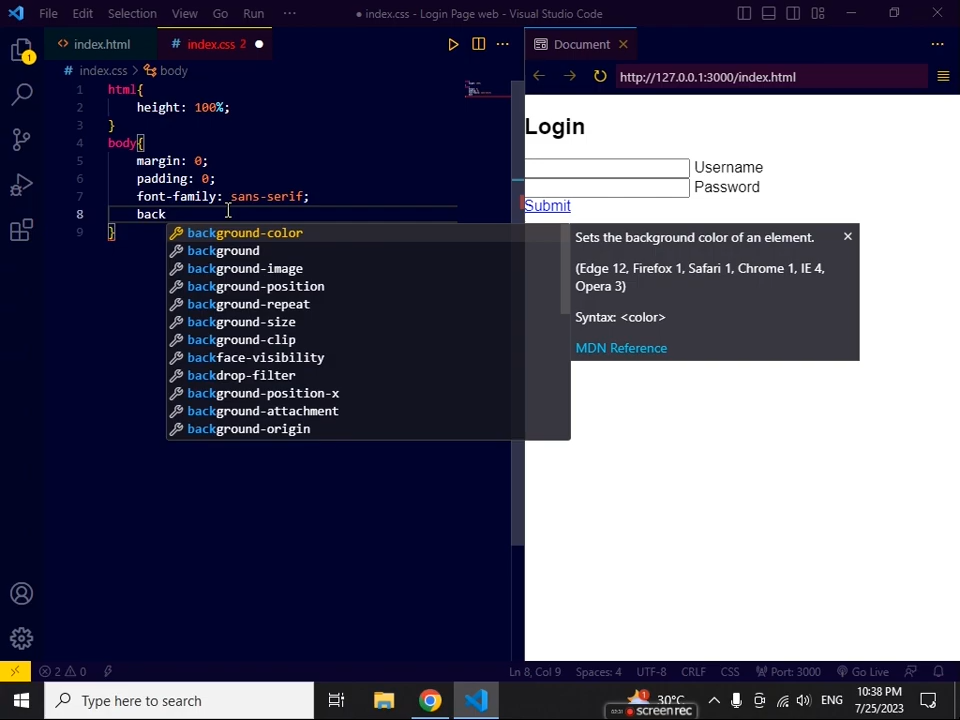 File Edit Selection View Go Run ··· ● index.css - Login Page web - Visual Studio Code
<> index.html # index.css 2 ●
# index.css > body
1 html{
2 height: 100%;
3 }
4 body{
5 margin: 0;
6 padding: 0;
7 font-family: sans-serif;
8 back
9 }
background-color
background
background-image
background-position
background-repeat
background-size
background-clip
backface-visibility
backdrop-filter
background-position-x
background-attachment
background-origin
Sets the background color of an element.
(Edge 12, Firefox 1, Safari 1, Chrome 1, IE 4,
Opera 3)
Syntax: <color>
MDN Reference
Document
http://127.0.0.1:3000/index.html
Login
Username
Password
Submit
1
2 0 Ln 8, Col 9 Spaces: 4 UTF-8 CRLF CSS Port: 3000 Go Live
Type here to search
1 30°C ENG 10:38 PM
7/25/2023
screenrec